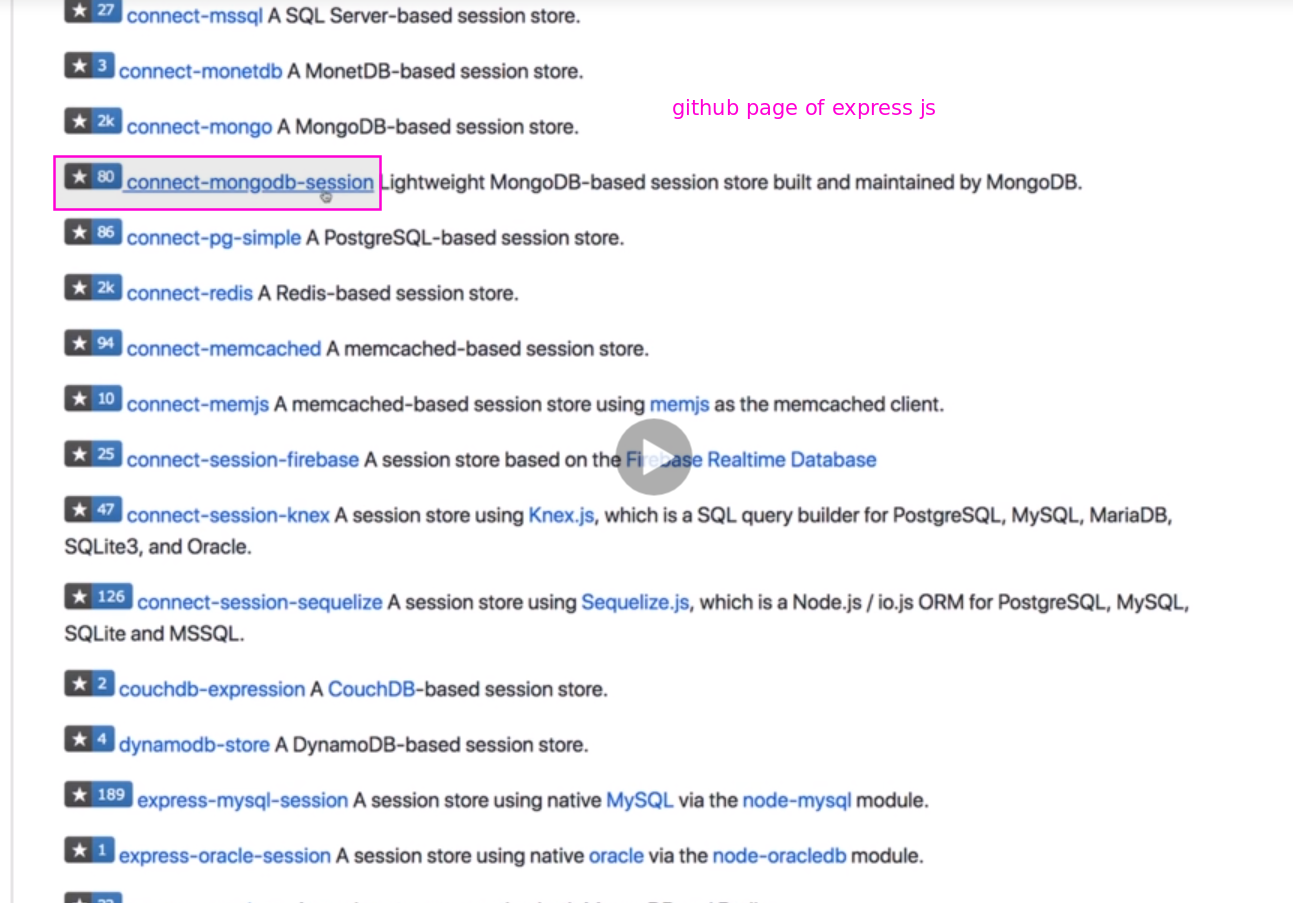 27 connect-mssql A SQL Server-based session store.
3 connect-monetdb A MonetDB-based session store.
github page of express js
2k connect-mongo A MongoDB-based session store.
80 connect-mongodb-session Lightweight MongoDB-based session store built and maintained by MongoDB.
86 connect-pg-simple A PostgreSQL-based session store.
2k connect-redis A Redis-based session store.
94 connect-memcached A memcached-based session store.
10 connect-memjs A memcached-based session store using memjs as the memcached client.
25 connect-session-firebase A session store based on the Firebase Realtime Database
47 connect-session-knex A session store using Knex.js, which is a SQL query builder for PostgreSQL, MySQL, MariaDB,
SQLite3, and Oracle.
126 connect-session-sequelize A session store using Sequelize.js, which is a Node.js / io.js ORM for PostgreSQL, MySQL,
SQLite and MSSQL.
2 couchdb-expression A CouchDB-based session store.
4 dynamodb-store A DynamoDB-based session store.
189 express-mysql-session A session store using native MySQL via the node-mysql module.
1 express-oracle-session A session store using native oracle via the node-oracledb module.